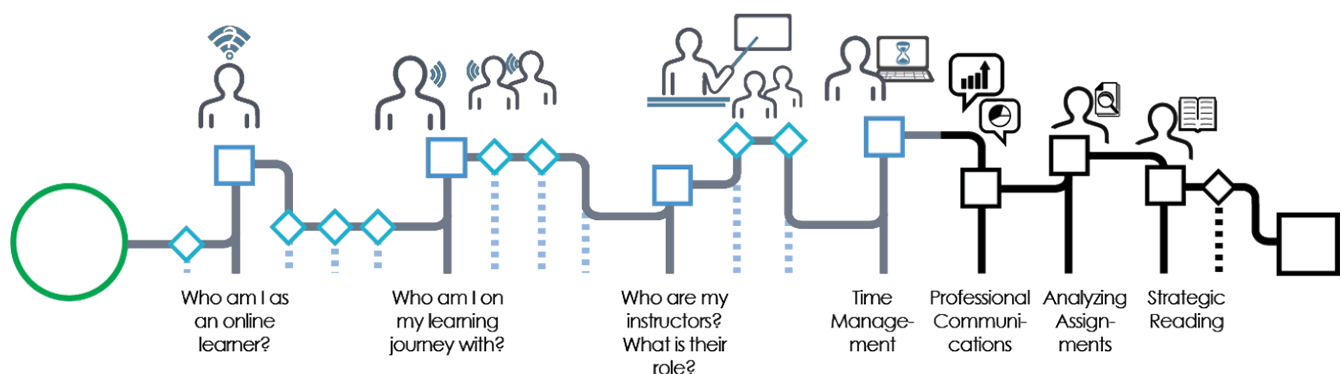 ?
Who am I as
an online
learner?
Who am I on
my learning
journey with?
Who are my
instructors?
What is their
role?
Time
Manage-
ment
Professional
Communi-
cations
Analyzing
Assign-
ments
Strategic
Reading